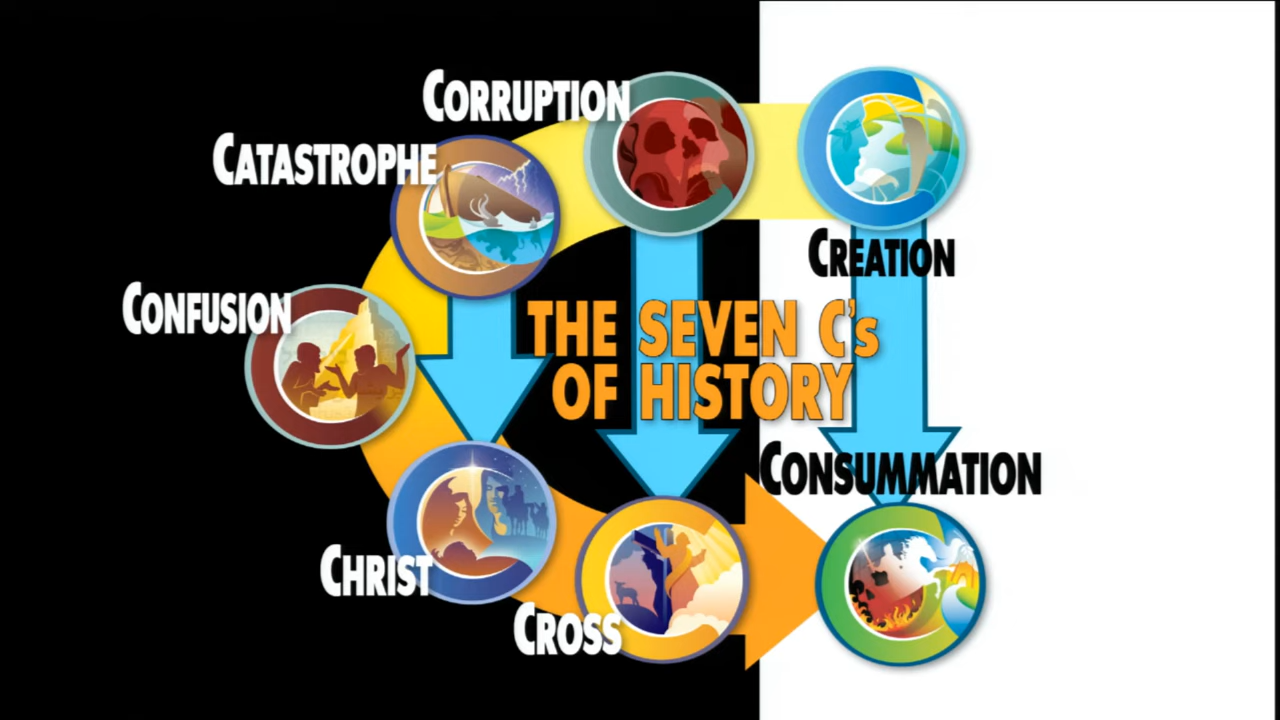 CORRUPTION
CATASTROPHE
CREATION
CONFUSION
THE SEVEN C's
OF HISTORY
CONSUMMATION
CHRIST
CROSS